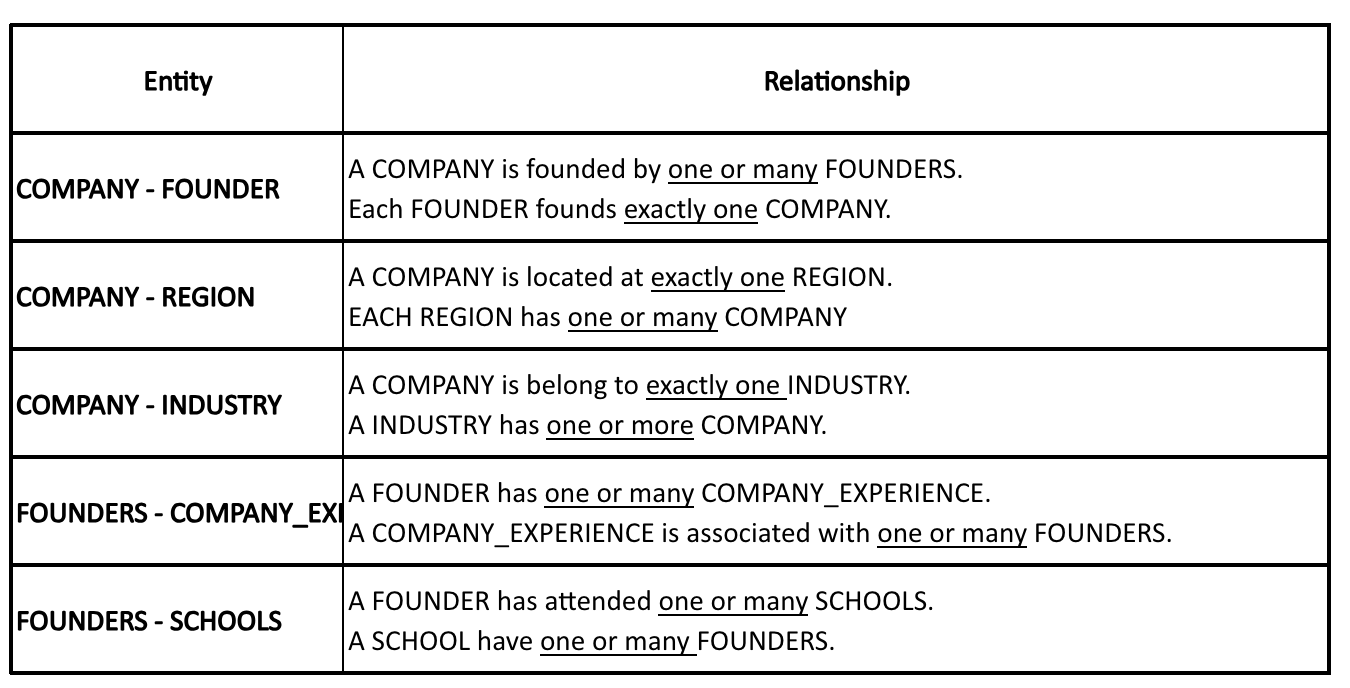 Entity
Relationship
COMPANY - FOUNDER
A COMPANY is founded by one or many FOUNDERS.
Each FOUNDER founds exactly one COMPANY.
COMPANY - REGION
A COMPANY is located at exactly one REGION.
EACH REGION has one or many COMPANY
COMPANY - INDUSTRY
A COMPANY is belong to exactly one INDUSTRY.
A INDUSTRY has one or more COMPANY.
FOUNDERS - COMPANY_EXI
A FOUNDER has one or many COMPANY_EXPERIENCE.
A COMPANY_EXPERIENCE is associated with one or many FOUNDERS.
FOUNDERS - SCHOOLS
A FOUNDER has attended one or many SCHOOLS.
A SCHOOL have one or many FOUNDERS.